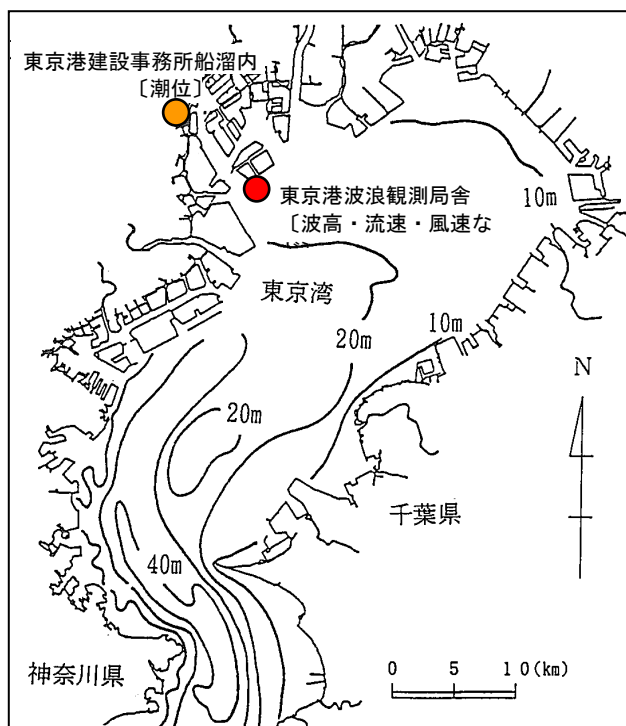 東京港建設事務所船溜内
〔潮位〕
東京港波浪観測局舎
〔波高・流速・風速な
10m
東京湾
20m
10m
N
20m
千葉県
40m
神奈川県
0 5 10(km)